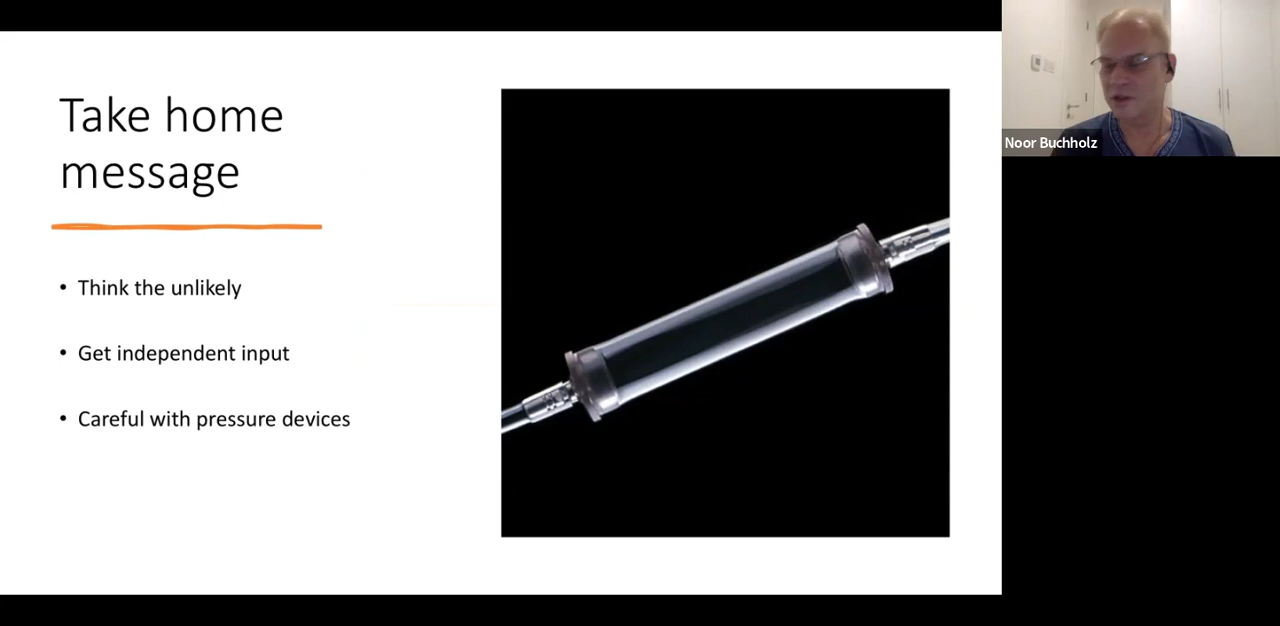 Take home
message
• Think the unlikely
• Get independent input
• Careful with pressure devices
Noor Buchholz